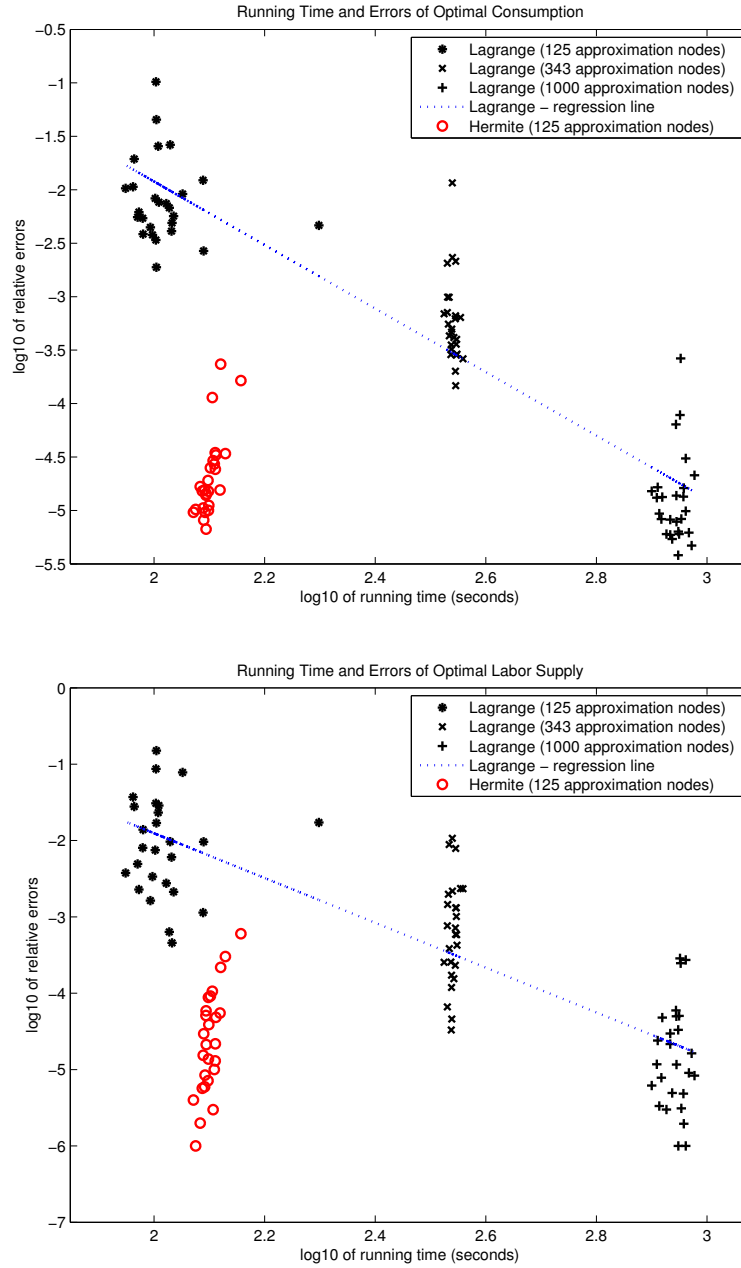 Running Time and Errors of Optimal Consumption
−0.5
−1
−1.5
−2
−2.5
−3
−3.5
−4
−4.5
−5
−5.5
log10 of relative errors
Lagrange (125 approximation nodes)
Lagrange (343 approximation nodes)
Lagrange (1000 approximation nodes)
Lagrange − regression line
Hermite (125 approximation nodes)
2
2.2
2.4
2.6
2.8
3
log10 of running time (seconds)
Running Time and Errors of Optimal Labor Supply
0
−1
−2
−3
−4
−5
−6
−7
log10 of relative errors
Lagrange (125 approximation nodes)
Lagrange (343 approximation nodes)
Lagrange (1000 approximation nodes)
Lagrange − regression line
Hermite (125 approximation nodes)
2
2.2
2.4
2.6
2.8
3
log10 of running time (seconds)